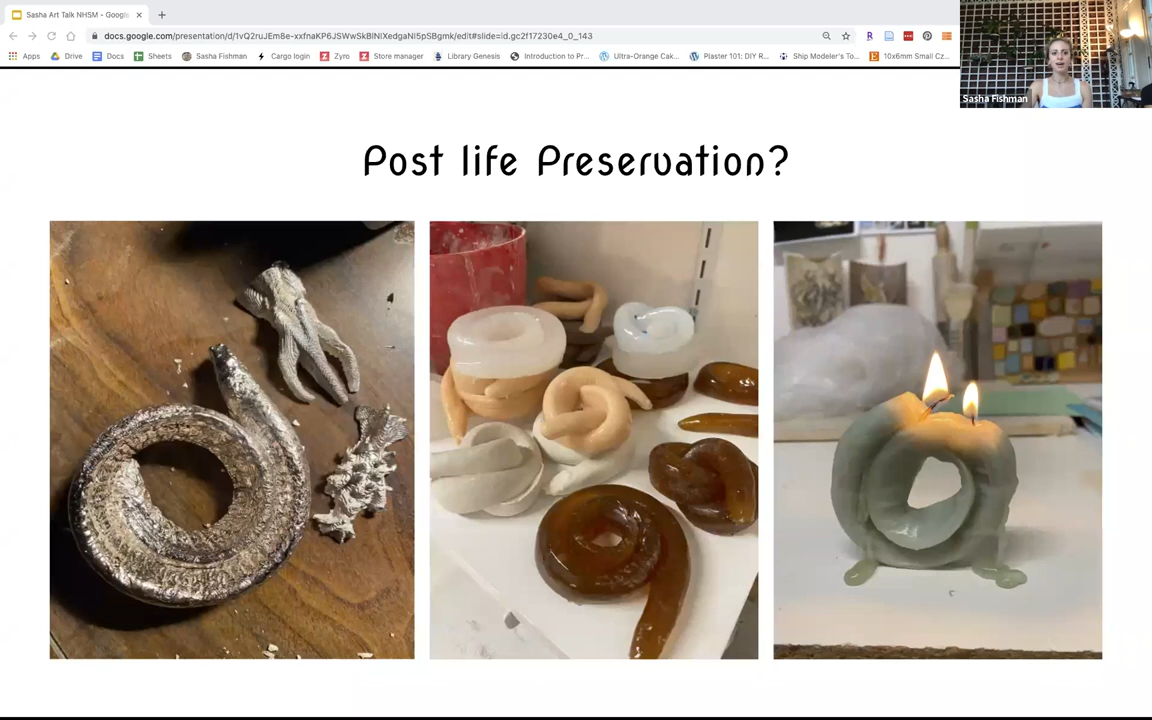 Sasha Art Talk NHSM - Googl
docs.google.com/presentation/d/1vQ2ruJEm8e-xxfnaKP6JSWwSkBlNlXedgaNl5pSBgmk/edit#slide=id.gc2f17230e4_0_143
Apps Drive Docs Sheets Sasha Fishman Cargo login Zyro Store manager Library Genesis Introduction to Pr... Ultra-Orange Cak... Plaster 101: DIY R... Ship Modeler's To... 10x6mm Small Cz...
Sasha Fishman
Post life Preservation?